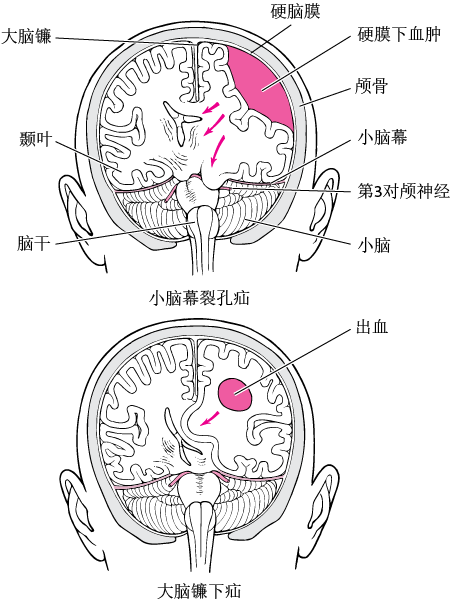 硬脑膜
大脑镰
硬膜下血肿
颅骨
颞叶
小脑幕
第3对颅神经
脑干
小脑
小脑幕裂孔疝
出血
大脑镰下疝